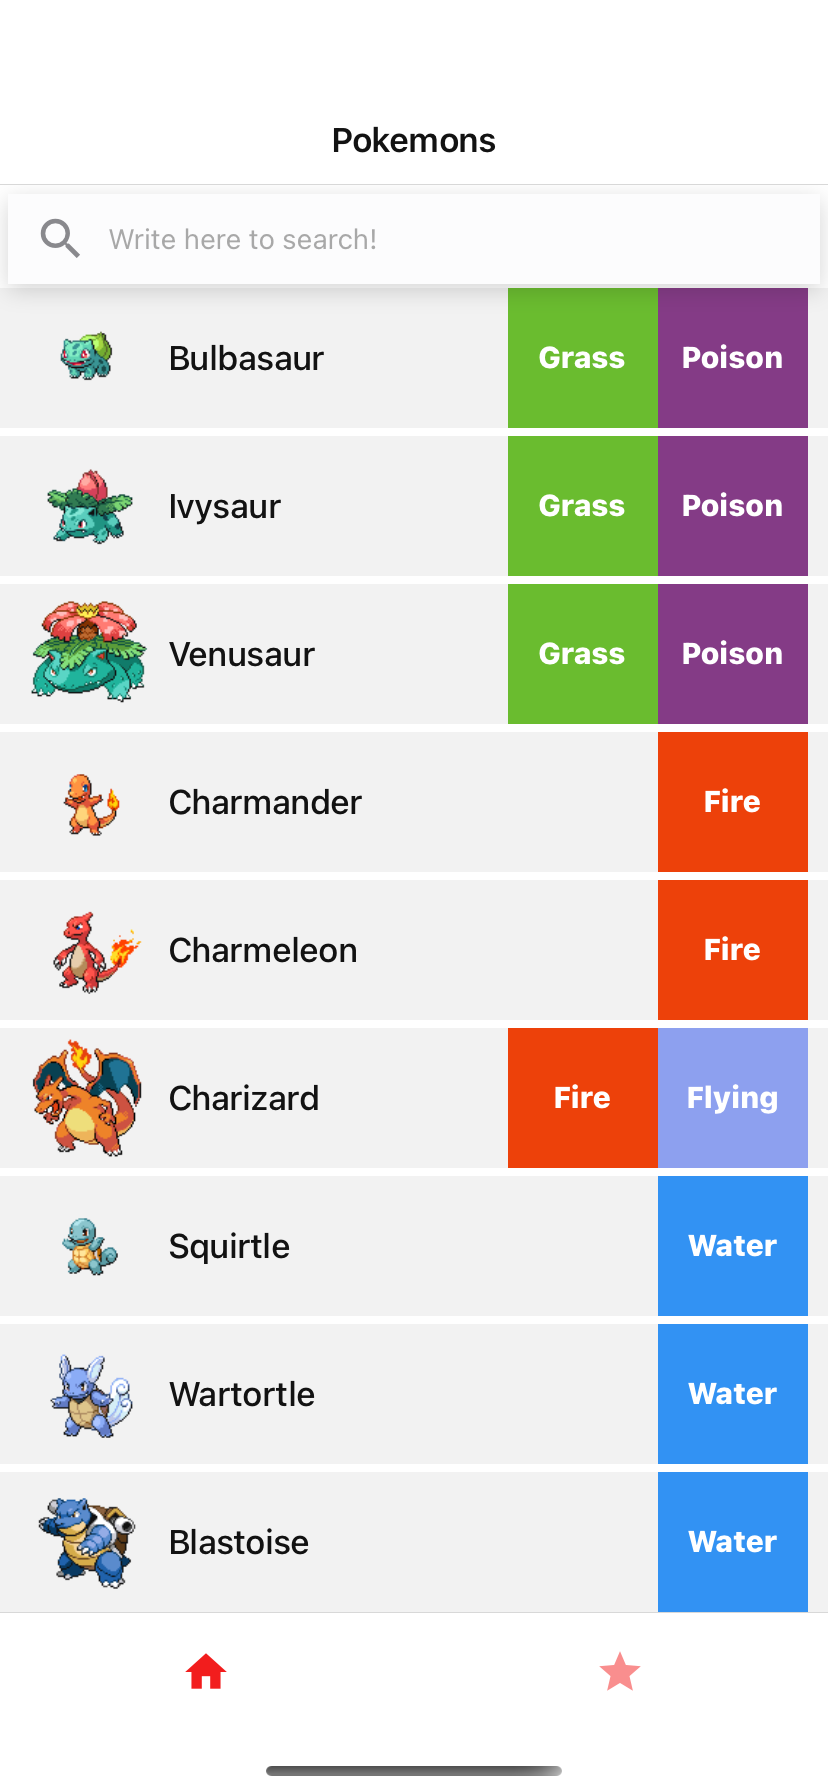 Pokemons
Write here to search!
Bulbasaur Grass Poison
Ivysaur Grass Poison
Venusaur Grass Poison
Charmander Fire
Charmeleon Fire
Charizard Fire Flying
Squirtle Water
Wartortle Water
Blastoise Water